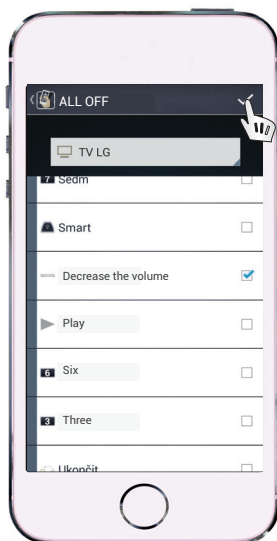 ALL OFF
TV LG
7 Sedm
Smart
Decrease the volume
Play
6 Six
3 Three
Ukončit